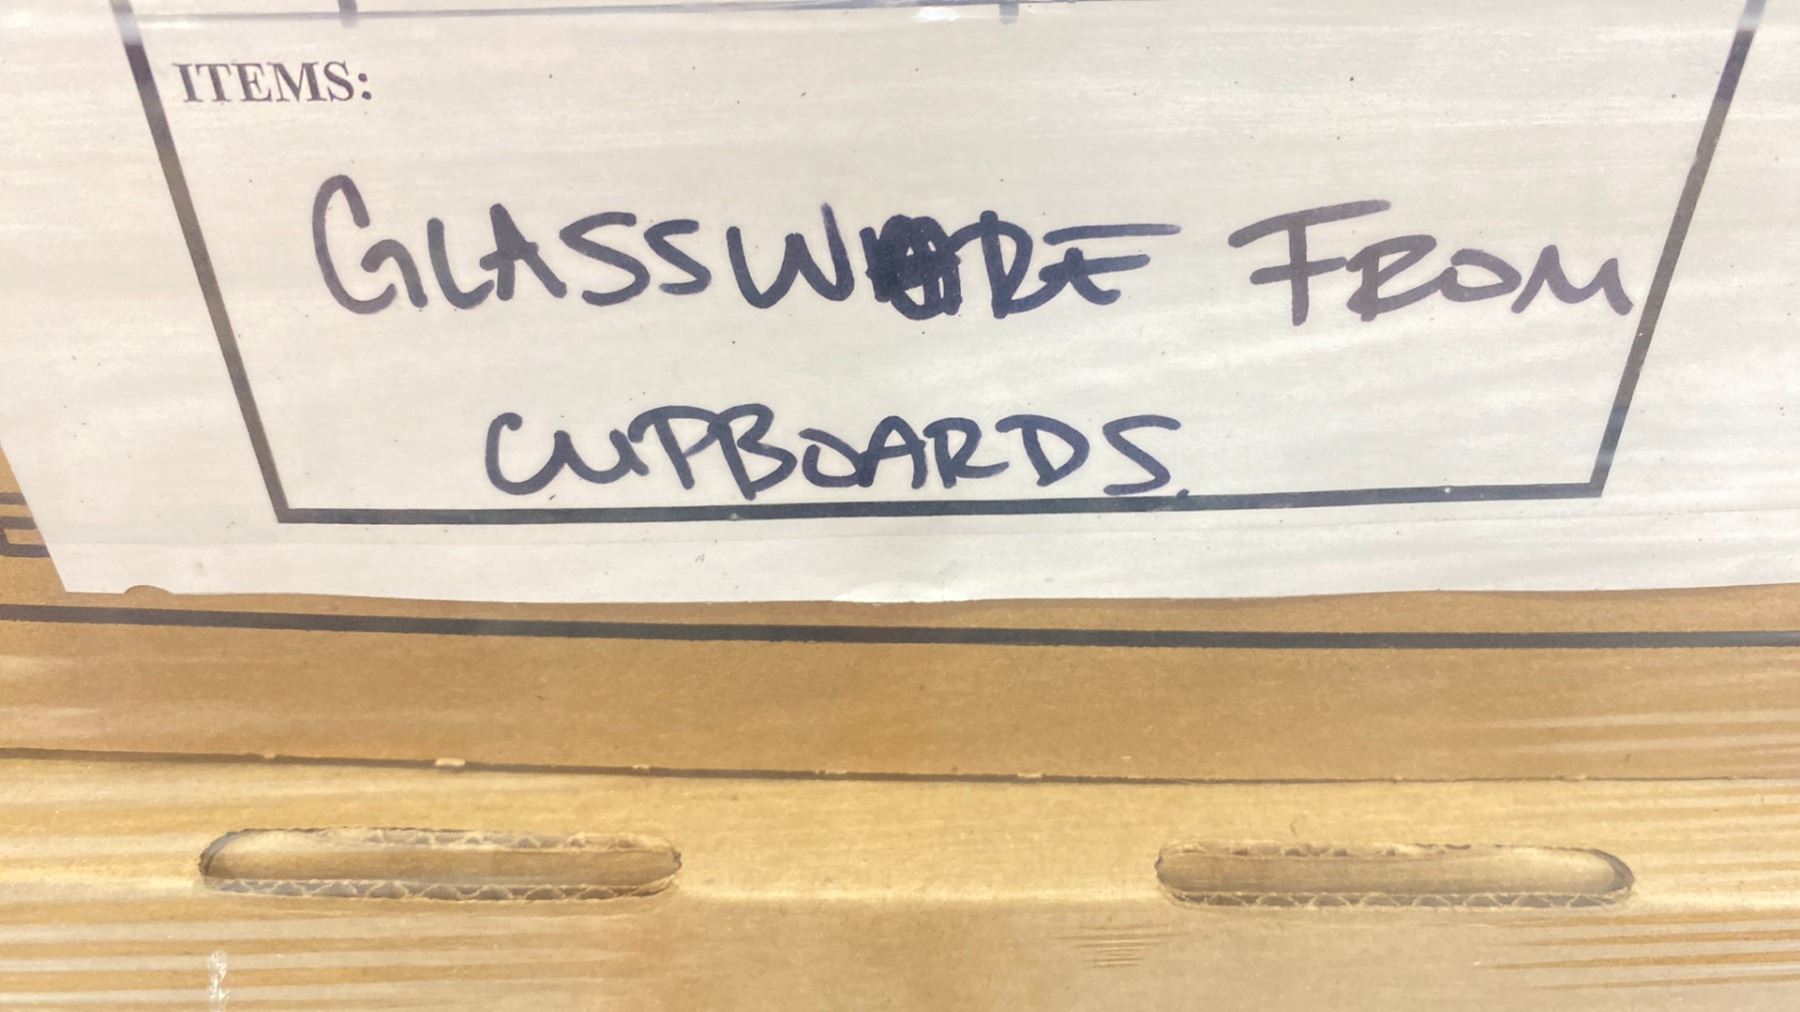 ITEMS:
GLASSWARE FROM
CUPBOARDS.